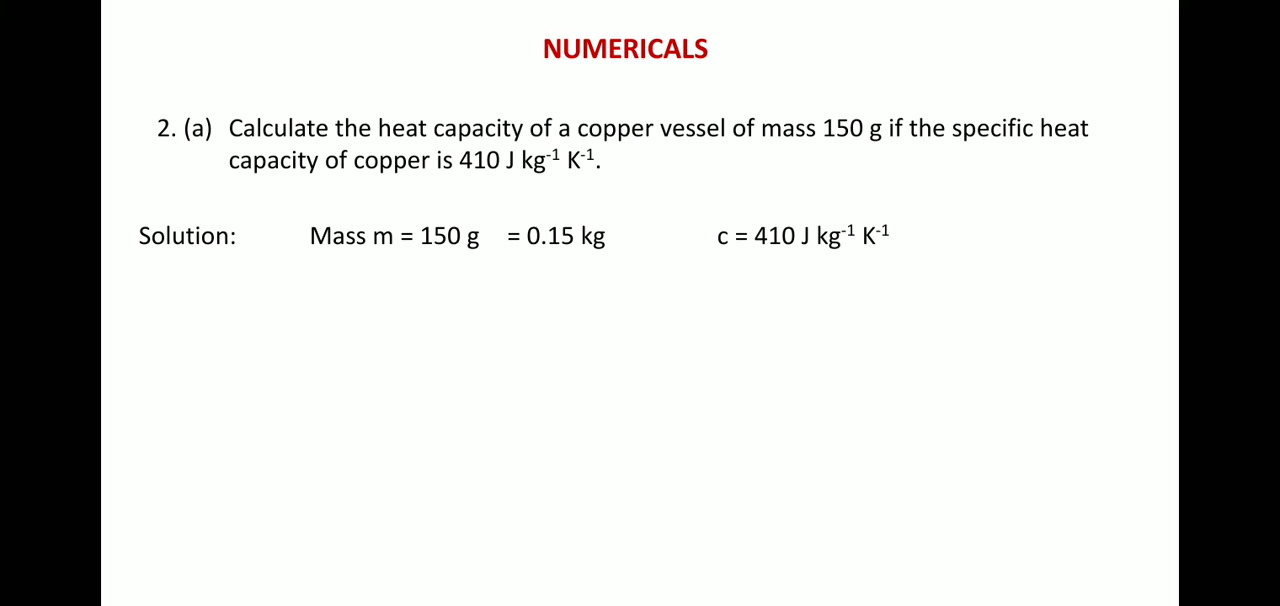 NUMERICALS
2. (a) Calculate the heat capacity of a copper vessel of mass 150 g if the specific heat
capacity of copper is 410 J kg⁻¹ K⁻¹.
Solution: Mass m = 150 g = 0.15 kg c = 410 J kg⁻¹ K⁻¹